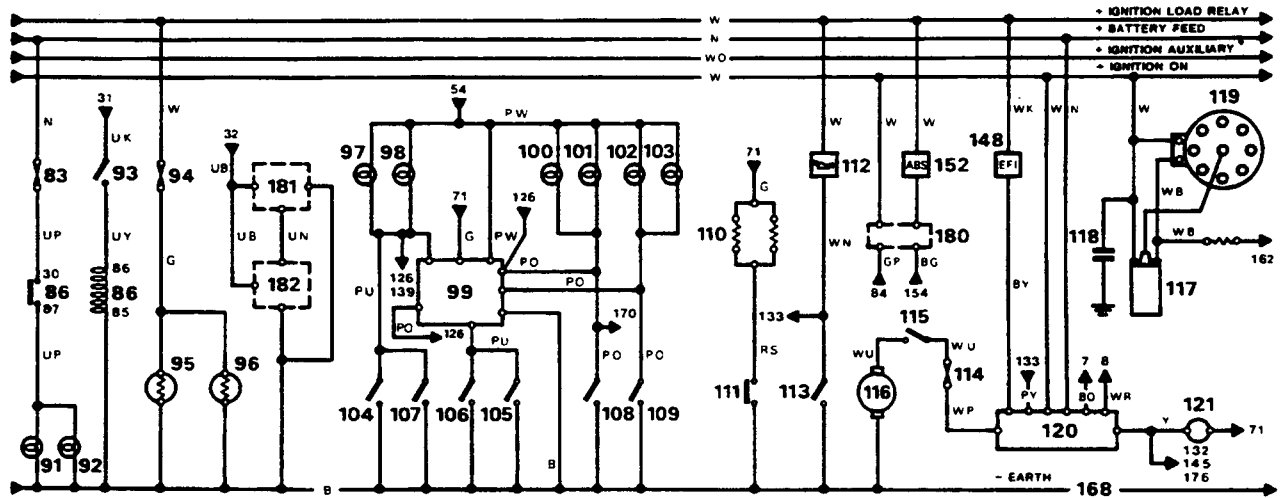 W + IGNITION LOAD RELAY
N + BATTERY FEED
WO + IGNITION AUXILIARY
W + IGNITION ON
31 54
N UK W 32 PW W W W WK W N W 119
83 93 94 UB 181 97 98 100 101 102 103 71 112 ABS 152 148 EFI
71 126 G WB
UP UY G UB UN G PW 110 WN 180 118 WB
30 86 182 126 PO GP BG 162
86 86 139 99 PO 84 154 BY 117
87 85 PU PO 126 170 133 115
UP PU PO PO RS WU WU 133 7 8
95 96 116 114 PY BO WR 121
104 107 106 105 108 109 111 113 WP 120 Y 71
91 92 B 132
145
176
B - EARTH 168